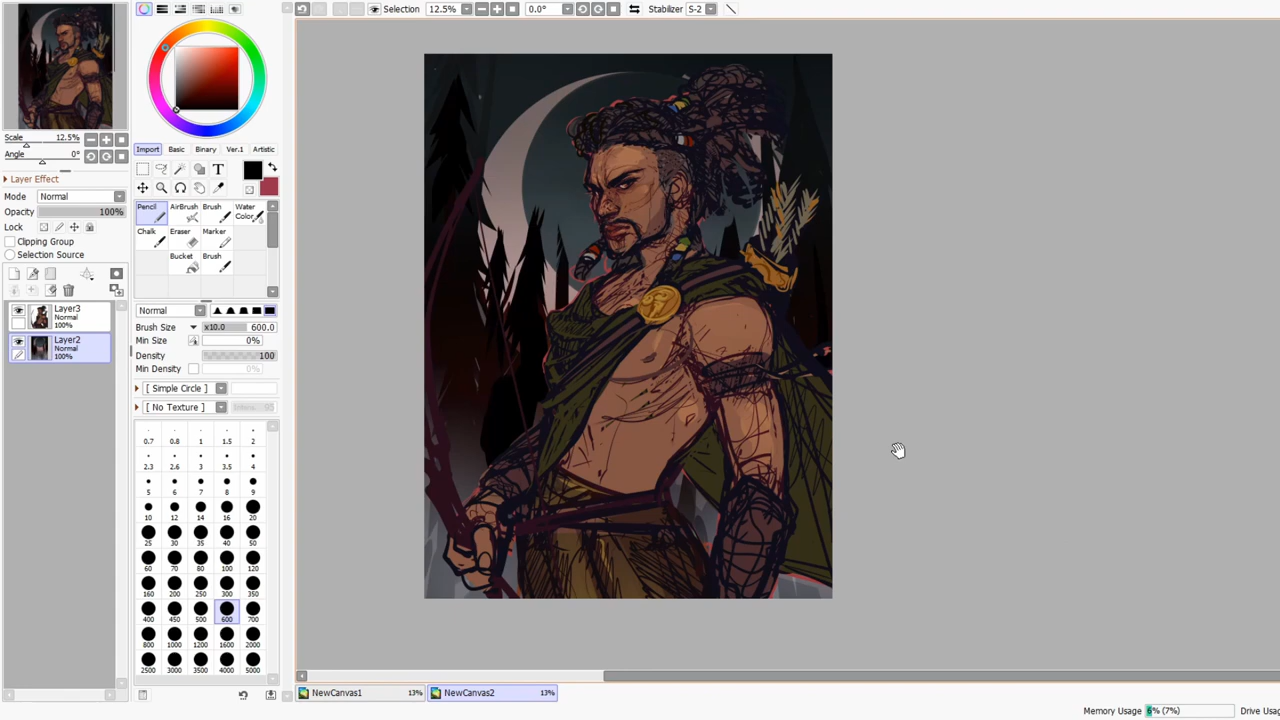 Selection 12.5% 0.0° Stabilizer S-2
Scale 12.5%
Angle 0°
Layer Effect
Mode Normal
Opacity 100%
Lock
Clipping Group
Selection Source
Layer3
Normal
100%
Layer2
Normal
100%
Import Basic Binary Ver.1 Artistic
T
Pencil AirBrush Brush Water Color
Chalk Eraser Marker
Bucket Brush
Normal
Brush Size x10.0 600.0
Min Size 0%
Density 100
Min Density 0%
[ Simple Circle ]
[ No Texture ] 95
0.7 0.8 1 1.5 2
2.3 2.6 3 3.5 4
5 6 7 8 9
10 12 14 16 20
25 30 35 40 50
60 70 80 100 120
160 200 250 300 350
400 450 500 600 700
800 1000 1200 1600 2000
2500 3000 3500 4000 5000
NewCanvas1 13% NewCanvas2 13%
Memory Usage 6% (7%) Drive Usag